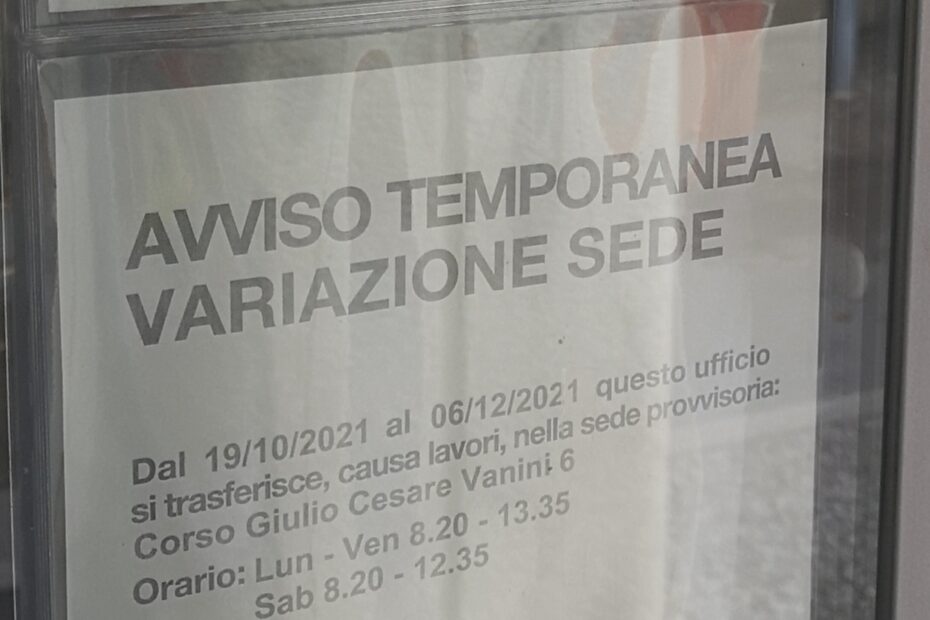 AVVISO TEMPORANEA
VARIAZIONE SEDE
Dal 19/10/2021 al 06/12/2021 questo ufficio
si trasferisce, causa lavori, nella sede provvisoria:
Corso Giulio Cesare Vanini 6
Orario: Lun - Ven 8.20 - 13.35
Sab 8.20 - 12.35